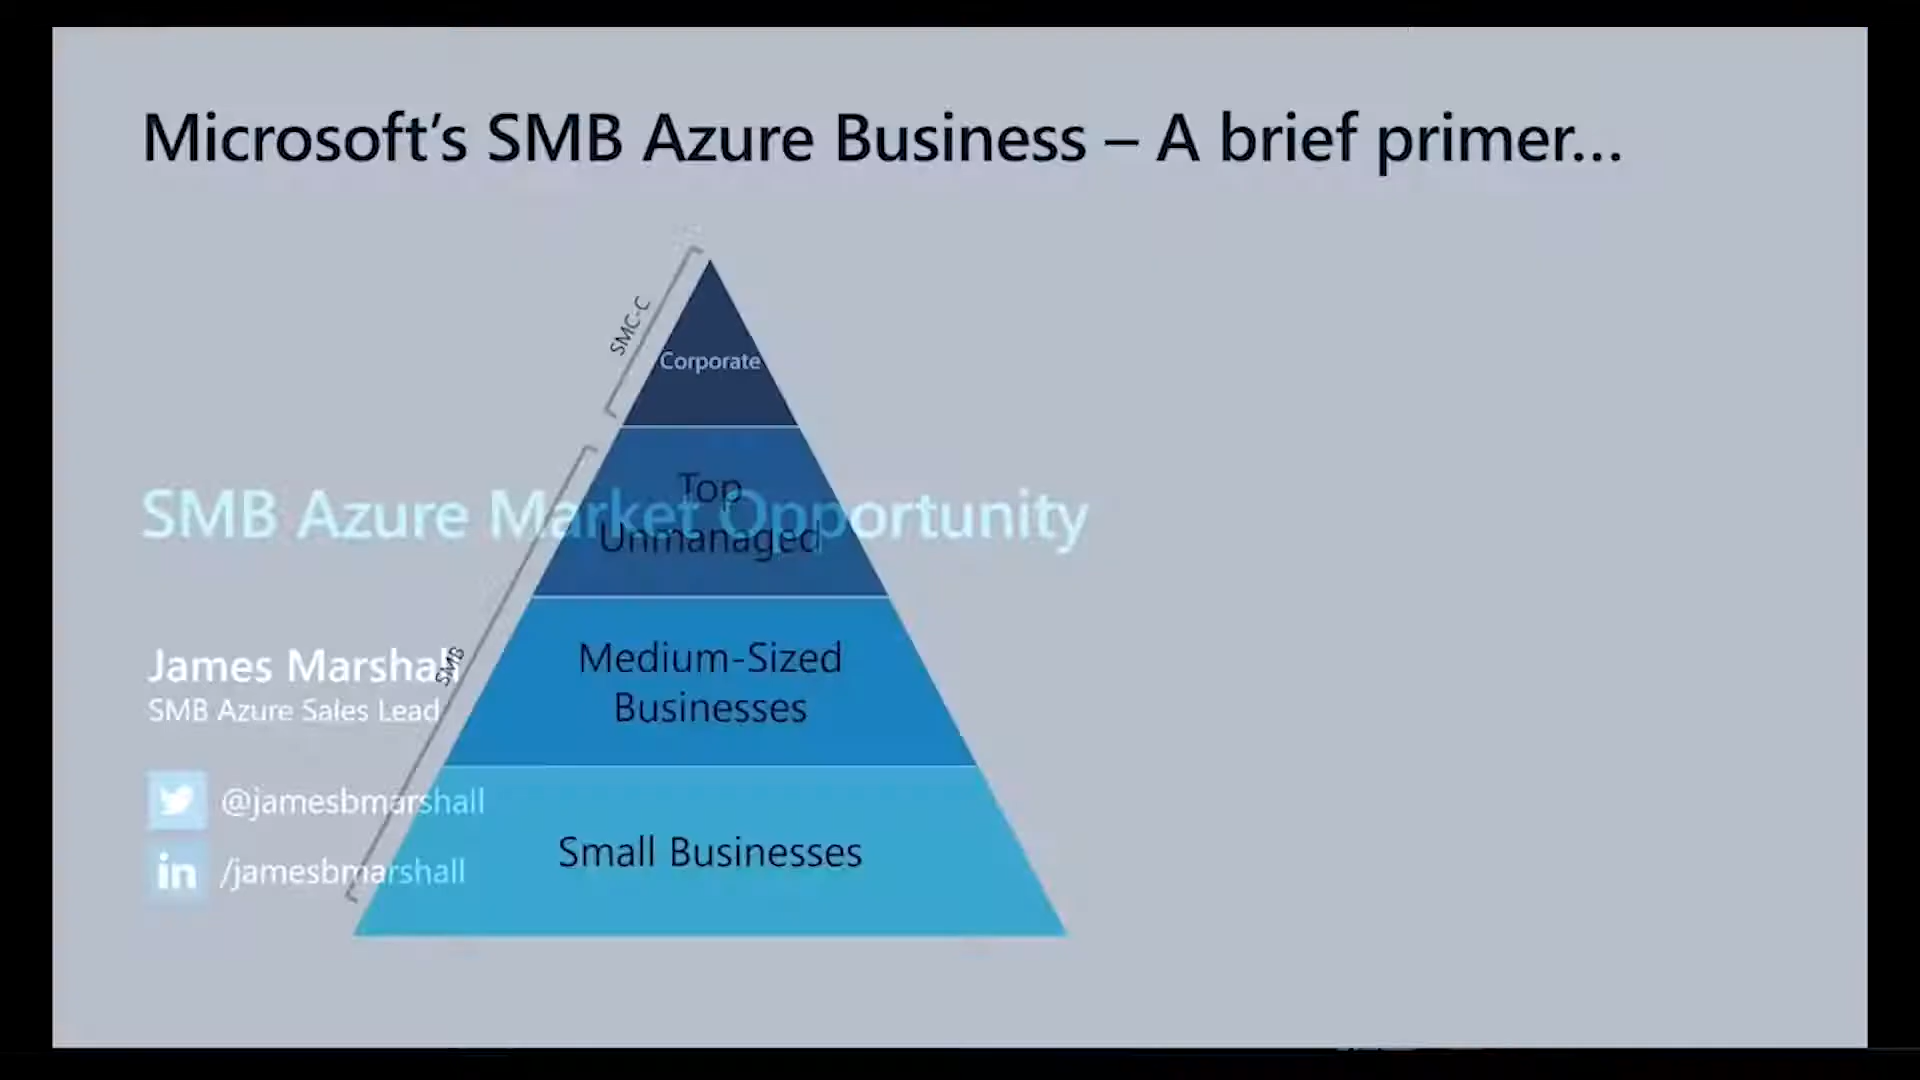 Microsoft's SMB Azure Business – A brief primer...
SMC-C
Corporate
Top
Unmanaged
SMB Azure Market Opportunity
Medium-Sized
Businesses
SMB
James Marshall
SMB Azure Sales Lead
@jamesbmarshall
Small Businesses
in /jamesbmarshall